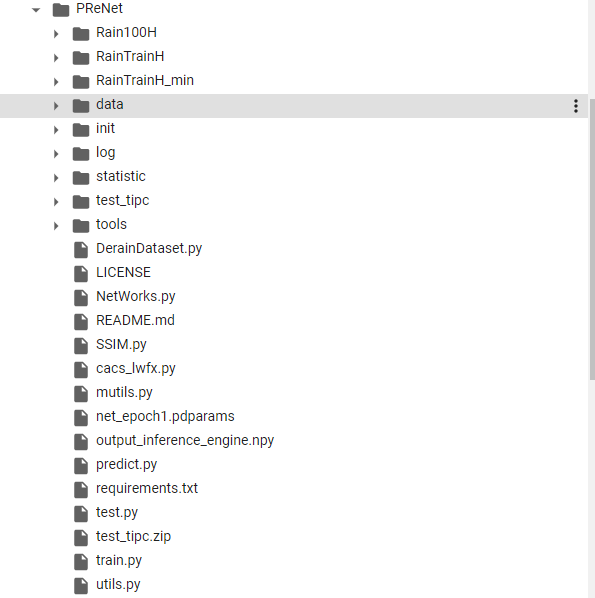 PReNet
Rain100H
RainTrainH
RainTrainH_min
data
init
log
statistic
test_tipc
tools
DerainDataset.py
LICENSE
NetWorks.py
README.md
SSIM.py
cacs_lwfx.py
mutils.py
net_epoch1.pdparams
output_inference_engine.npy
predict.py
requirements.txt
test.py
test_tipc.zip
train.py
utils.py